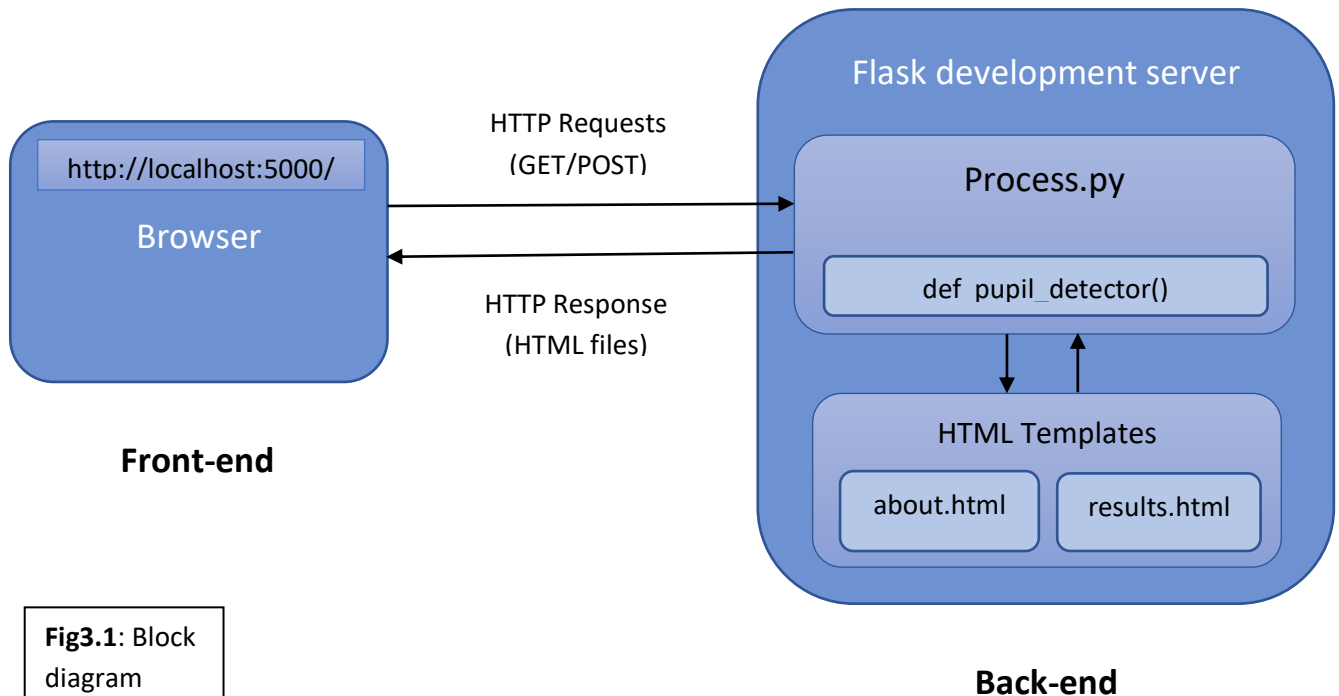 Flask development server
HTTP Requests
(GET/POST)
http://localhost:5000/
Browser
Process.py
def pupil_detector()
HTTP Response
(HTML files)
HTML Templates
about.html
results.html
Front-end
Fig3.1: Block
diagram
Back-end